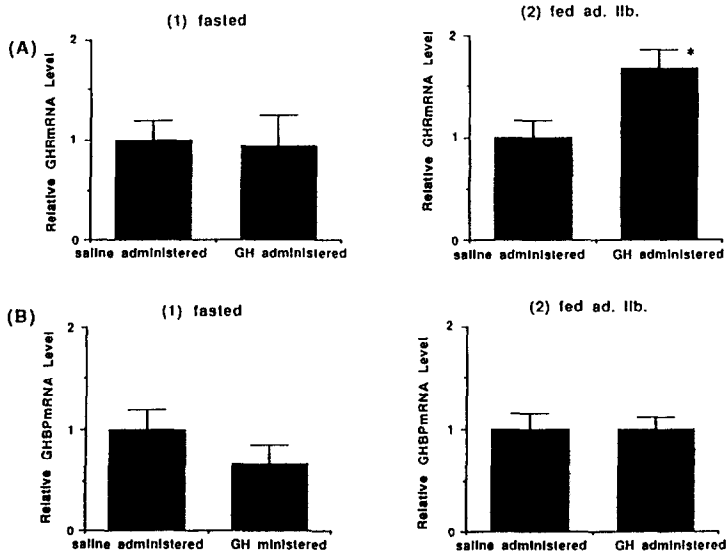 (A)
(1) fasted
Relative GHRmRNA Level
2
1
0
saline administered
GH administered
(2) fed ad. lib.
Relative GHRmRNA Level
2
1
0
*
saline administered
GH administered
(B)
(1) fasted
Relative GHBPmRNA Level
2
1
0
saline administered
GH ministered
(2) fed ad. lib.
Relative GHBPmRNA Level
2
1
0
saline administered
GH administered